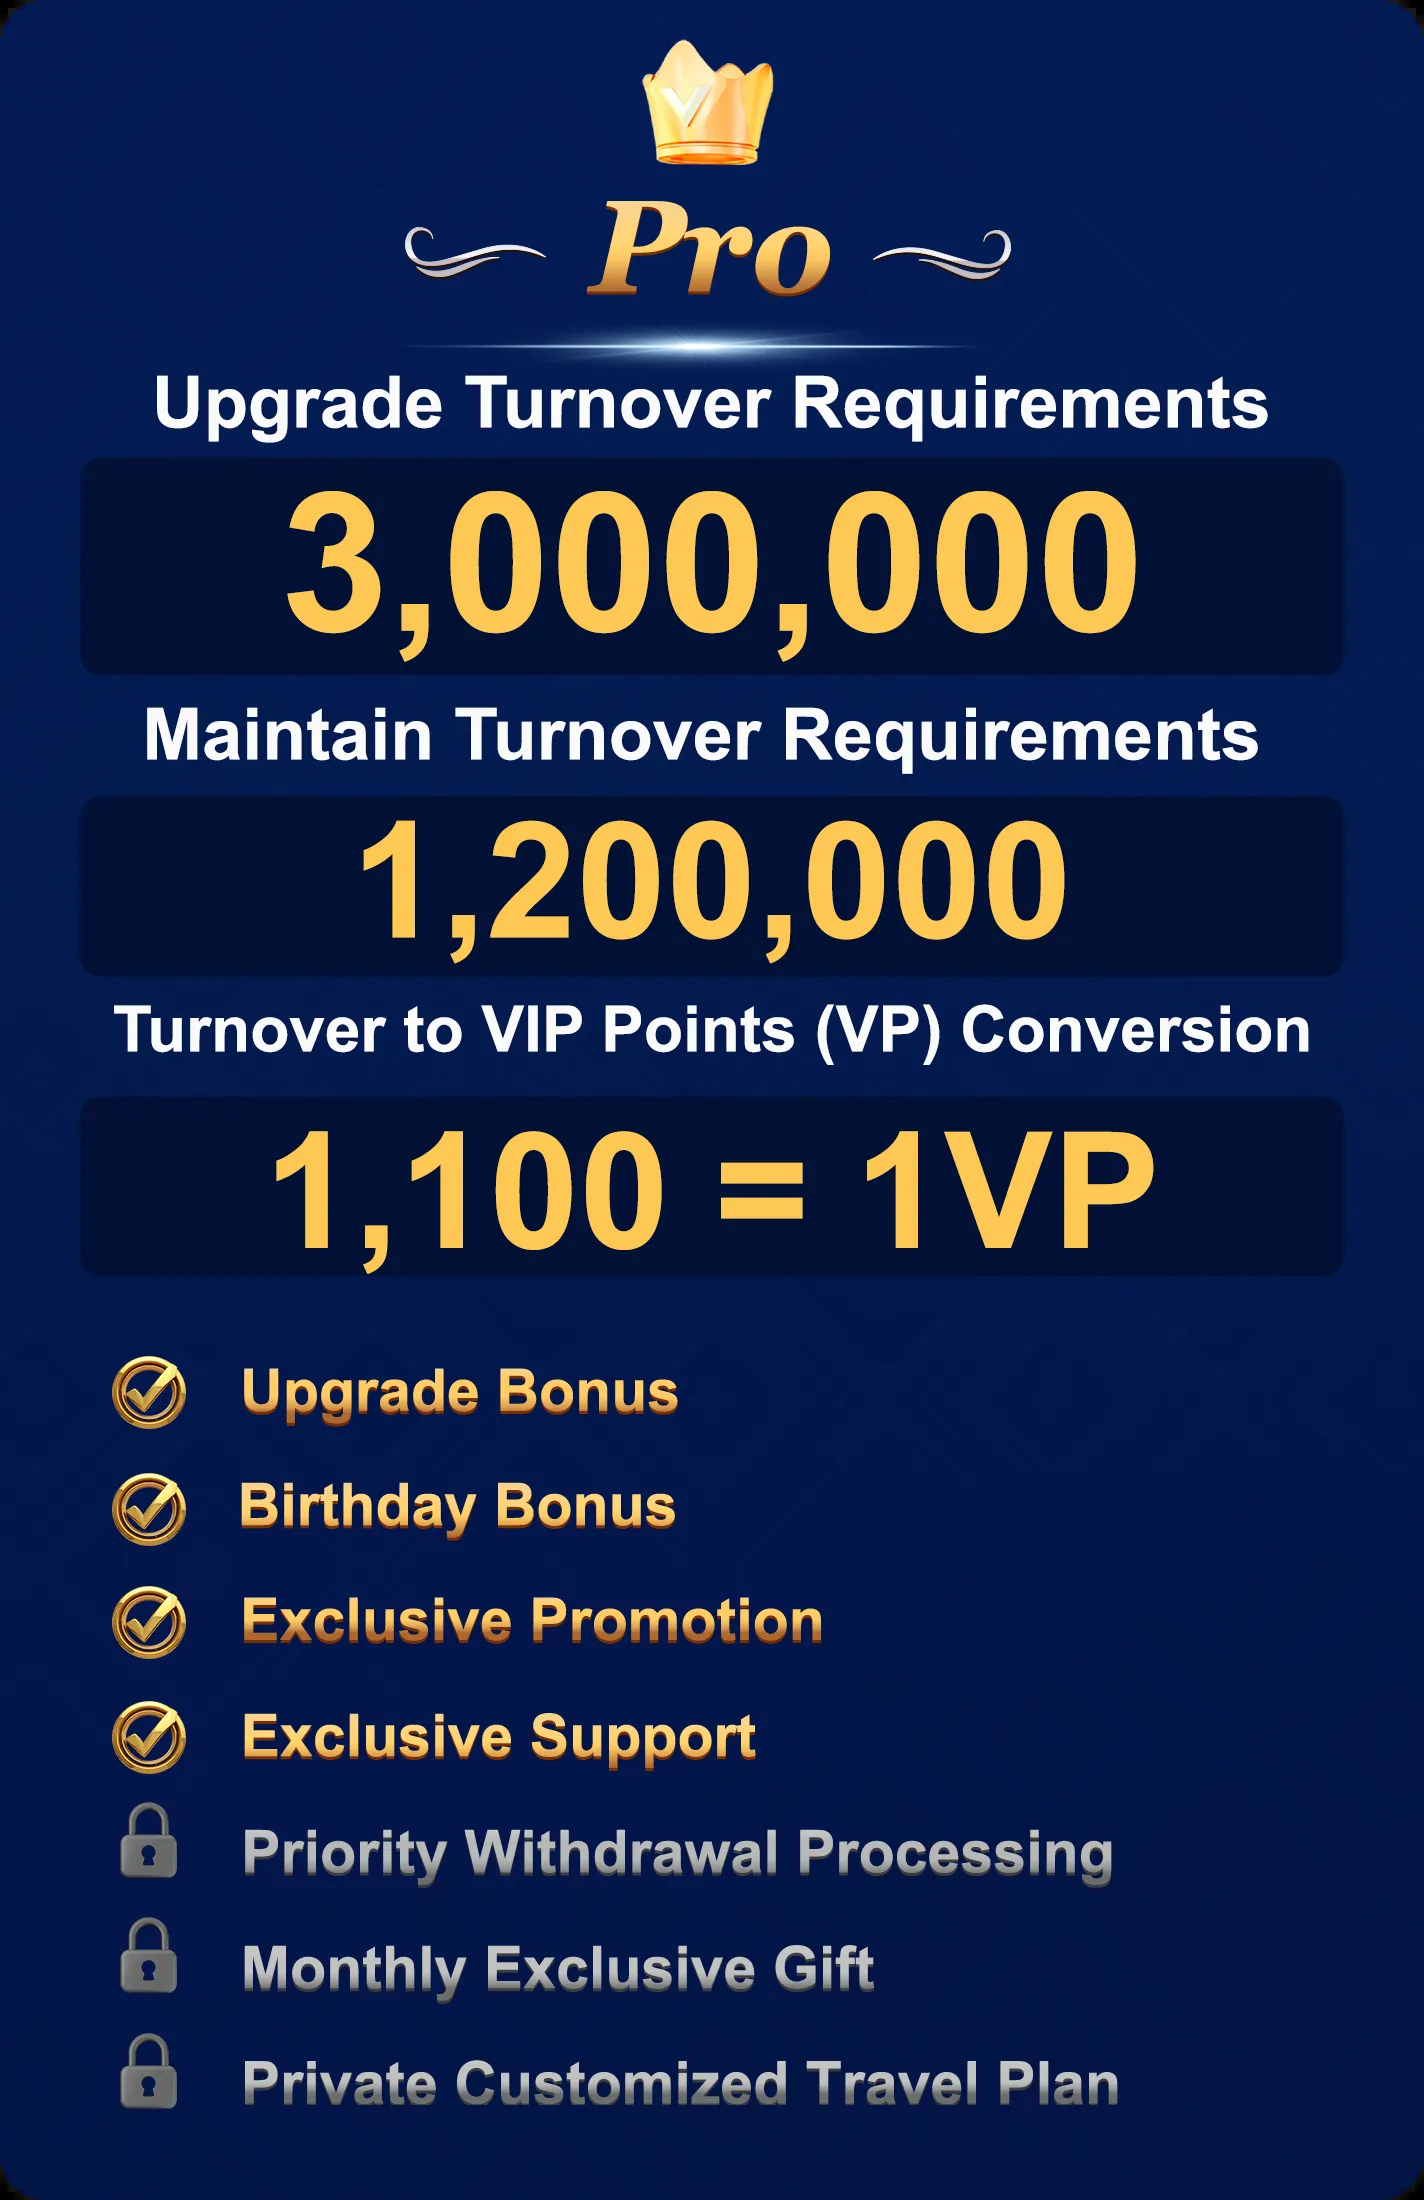 Pro
Upgrade Turnover Requirements
3,000,000
Maintain Turnover Requirements
1,200,000
Turnover to VIP Points (VP) Conversion
1,100 = 1VP
Upgrade Bonus
Birthday Bonus
Exclusive Promotion
Exclusive Support
Priority Withdrawal Processing
Monthly Exclusive Gift
Private Customized Travel Plan